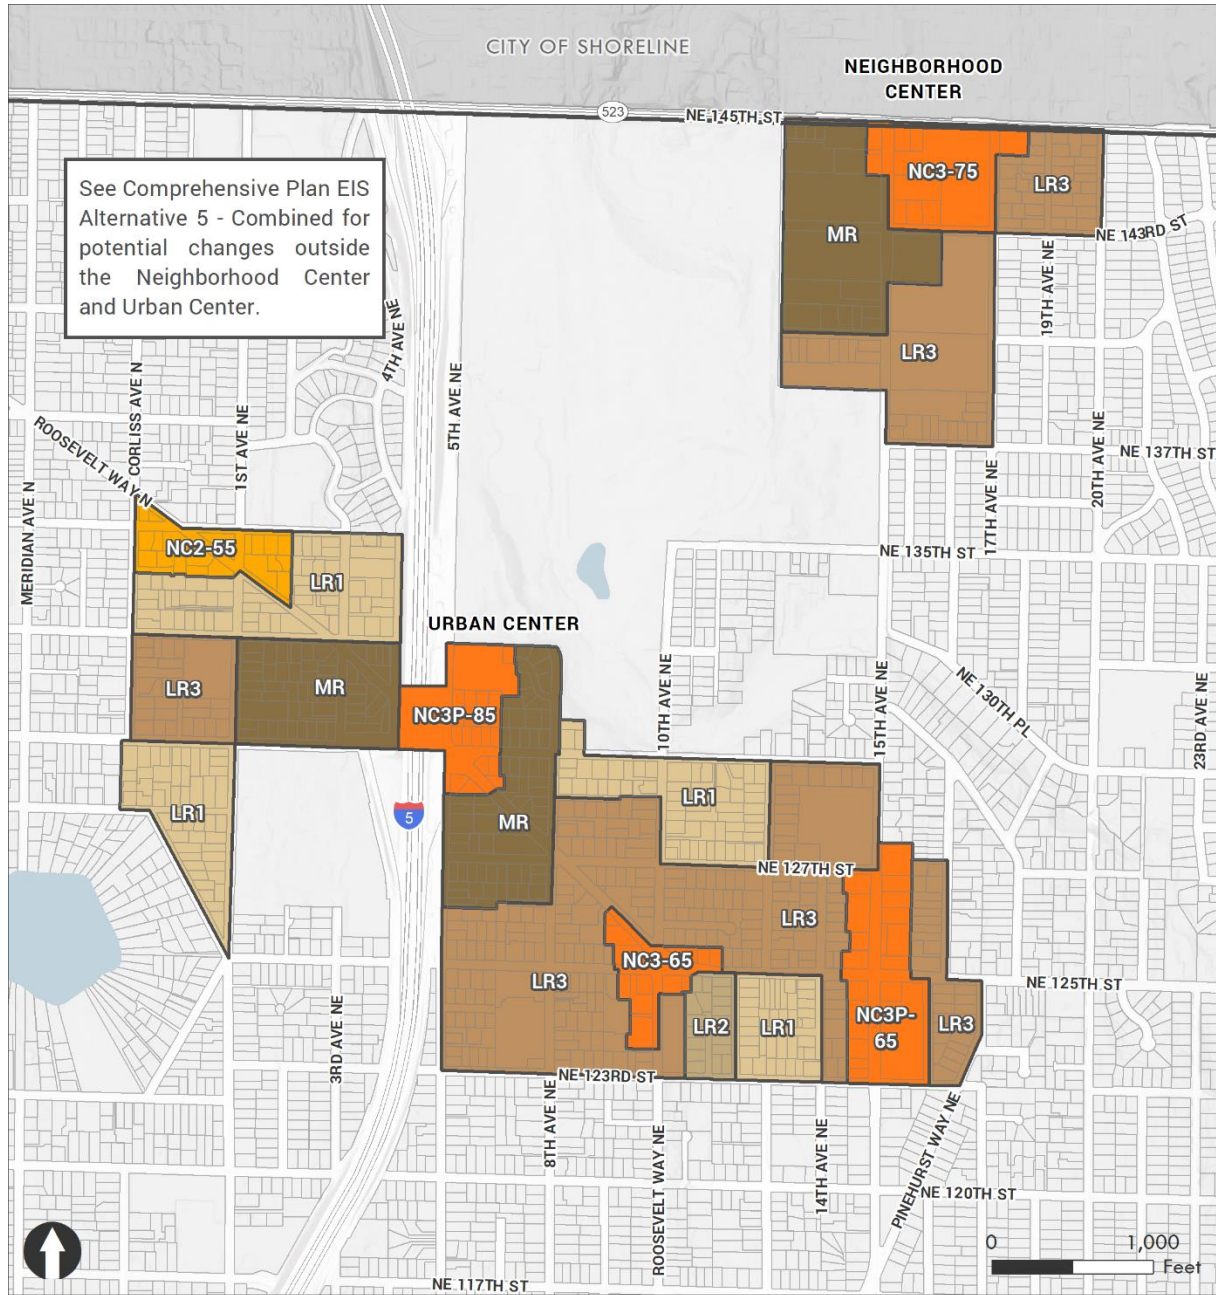 CITY OF SHORELINE
NEIGHBORHOOD
CENTER
523
NE 145TH ST
See Comprehensive Plan EIS
Alternative 5 - Combined for
potential changes outside
the Neighborhood Center
and Urban Center.
NC3-75
LR3
MR
NE 143RD ST
19TH AVE NE
4TH AVE NE
LR3
5TH AVE NE
CORLISS AVE N
1ST AVE NE
ROOSEVELT WAY N
20TH AVE NE
NE 137TH ST
17TH AVE NE
MERIDIAN AVE N
NC2-55
NE 135TH ST
LR1
URBAN CENTER
LR3
MR
NC3P-85
10TH AVE NE
15TH AVE NE
NE 130TH PL
23RD AVE NE
LR1
5
MR
LR1
NE 127TH ST
LR3
NC3-65
LR3
NE 125TH ST
NC3P-
65
LR2
LR1
LR3
3RD AVE NE
NE 123RD ST
8TH AVE NE
ROOSEVELT WAY NE
14TH AVE NE
PINEHURST WAY NE
NE 120TH ST
0
1,000
Feet
NE 117TH ST